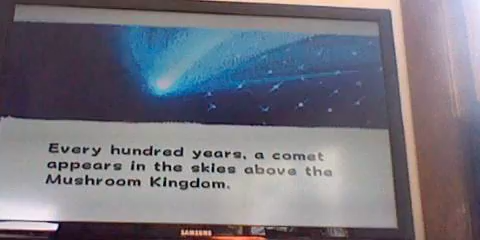 Every hundred years, a comet
appears in the skies above the
Mushroom Kingdom.
SAMSUNG